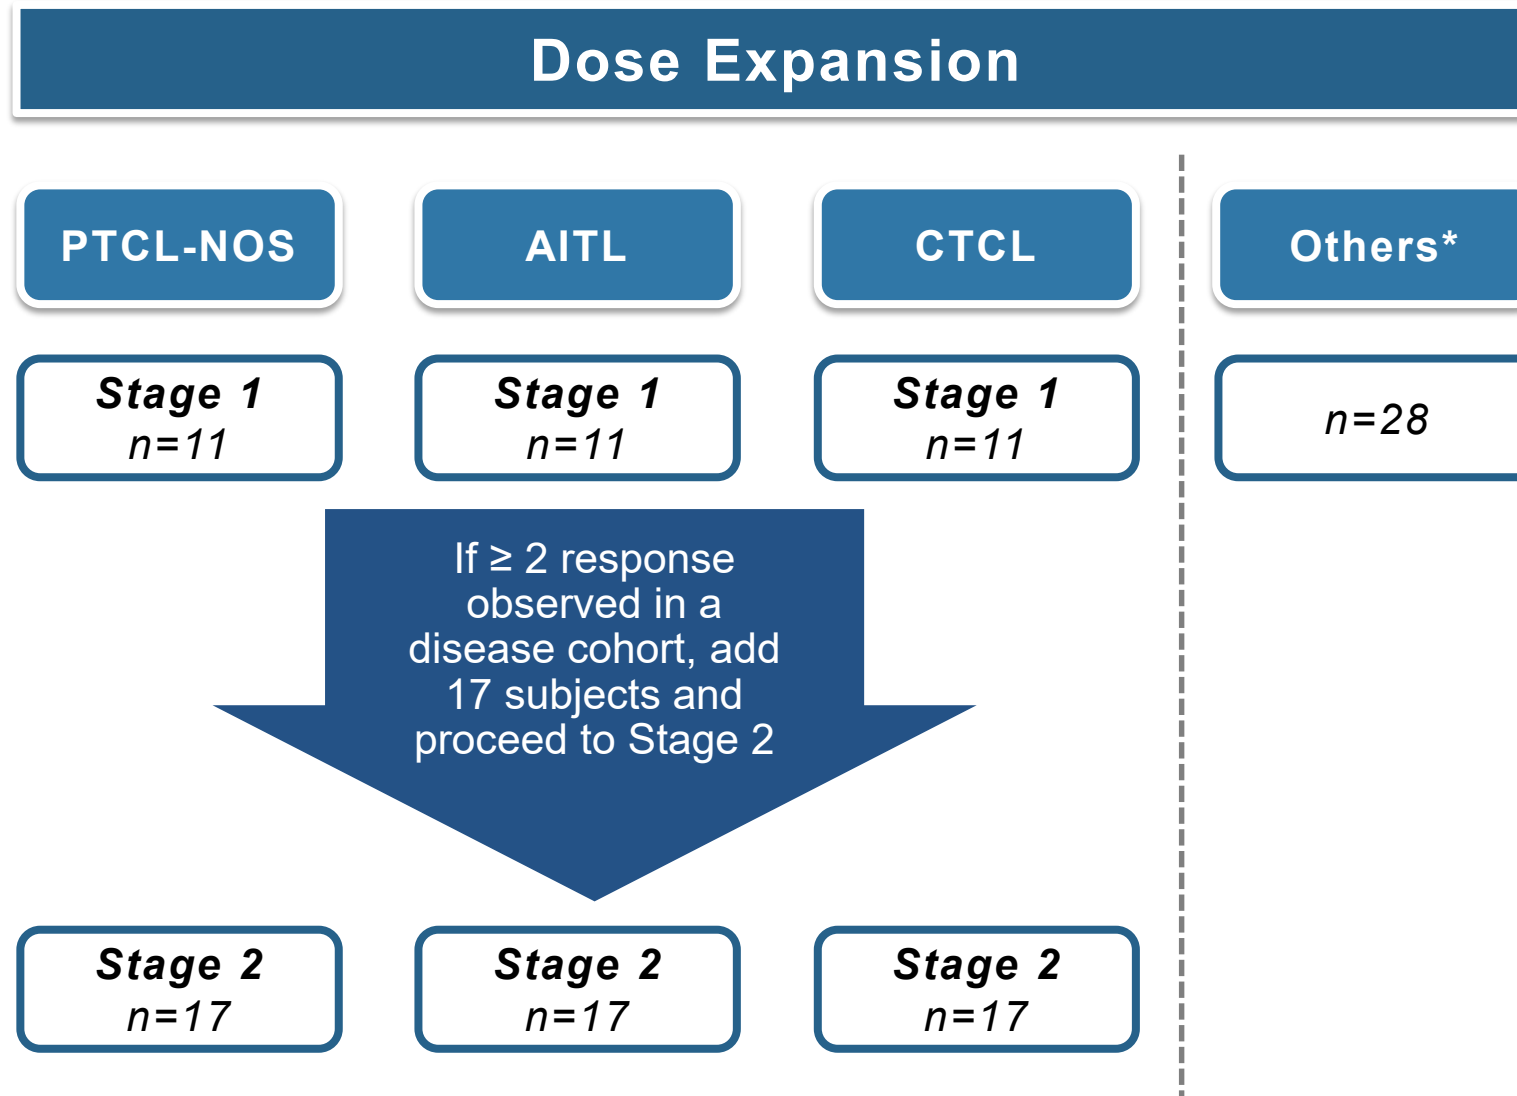 Dose Expansion
PTCL-NOS
AITL
CTCL
Others*
Stage 1
n=11
Stage 1
n=11
Stage 1
n=11
n=28
If ≥ 2 response
observed in a
disease cohort, add
17 subjects and
proceed to Stage 2
Stage 2
n=17
Stage 2
n=17
Stage 2
n=17